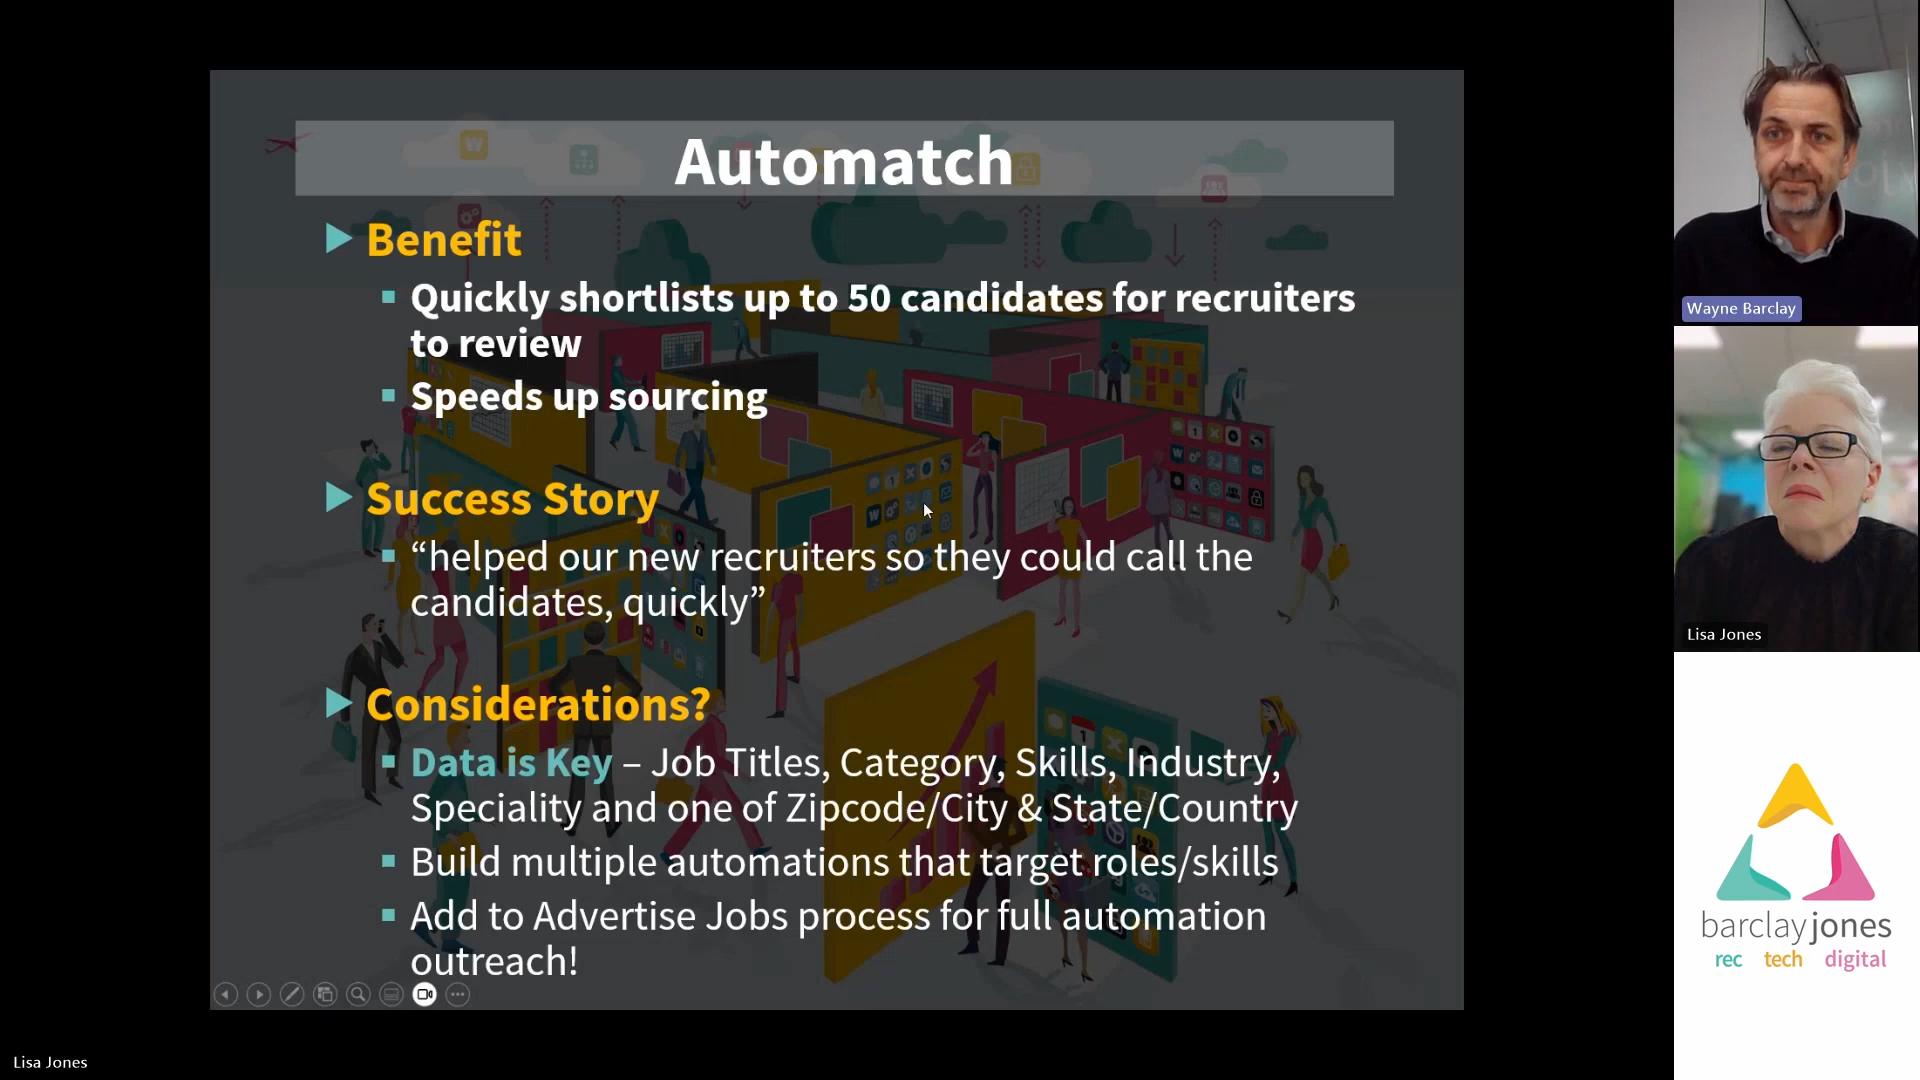 Automatch
Benefit
Quickly shortlists up to 50 candidates for recruiters
to review
Speeds up sourcing
Success Story
“helped our new recruiters so they could call the
candidates, quickly”
Considerations?
Data is Key – Job Titles, Category, Skills, Industry,
Speciality and one of Zipcode/City & State/Country
Build multiple automations that target roles/skills
Add to Advertise Jobs process for full automation
outreach!
Lisa Jones
Wayne Barclay
Lisa Jones
barclayjones
rec tech digital